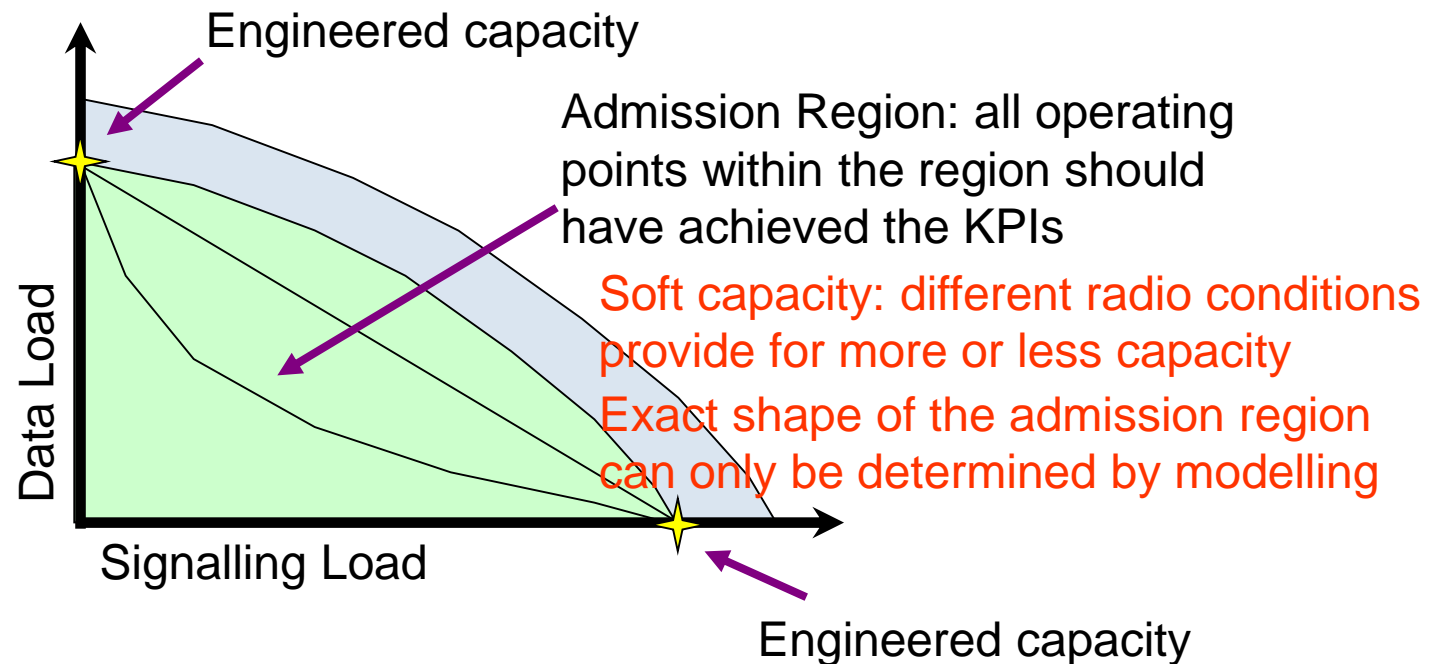 Engineered capacity
Admission Region: all operating
points within the region should
have achieved the KPIs
Soft capacity: different radio conditions
provide for more or less capacity
Exact shape of the admission region
can only be determined by modelling
Data Load
Signalling Load
Engineered capacity